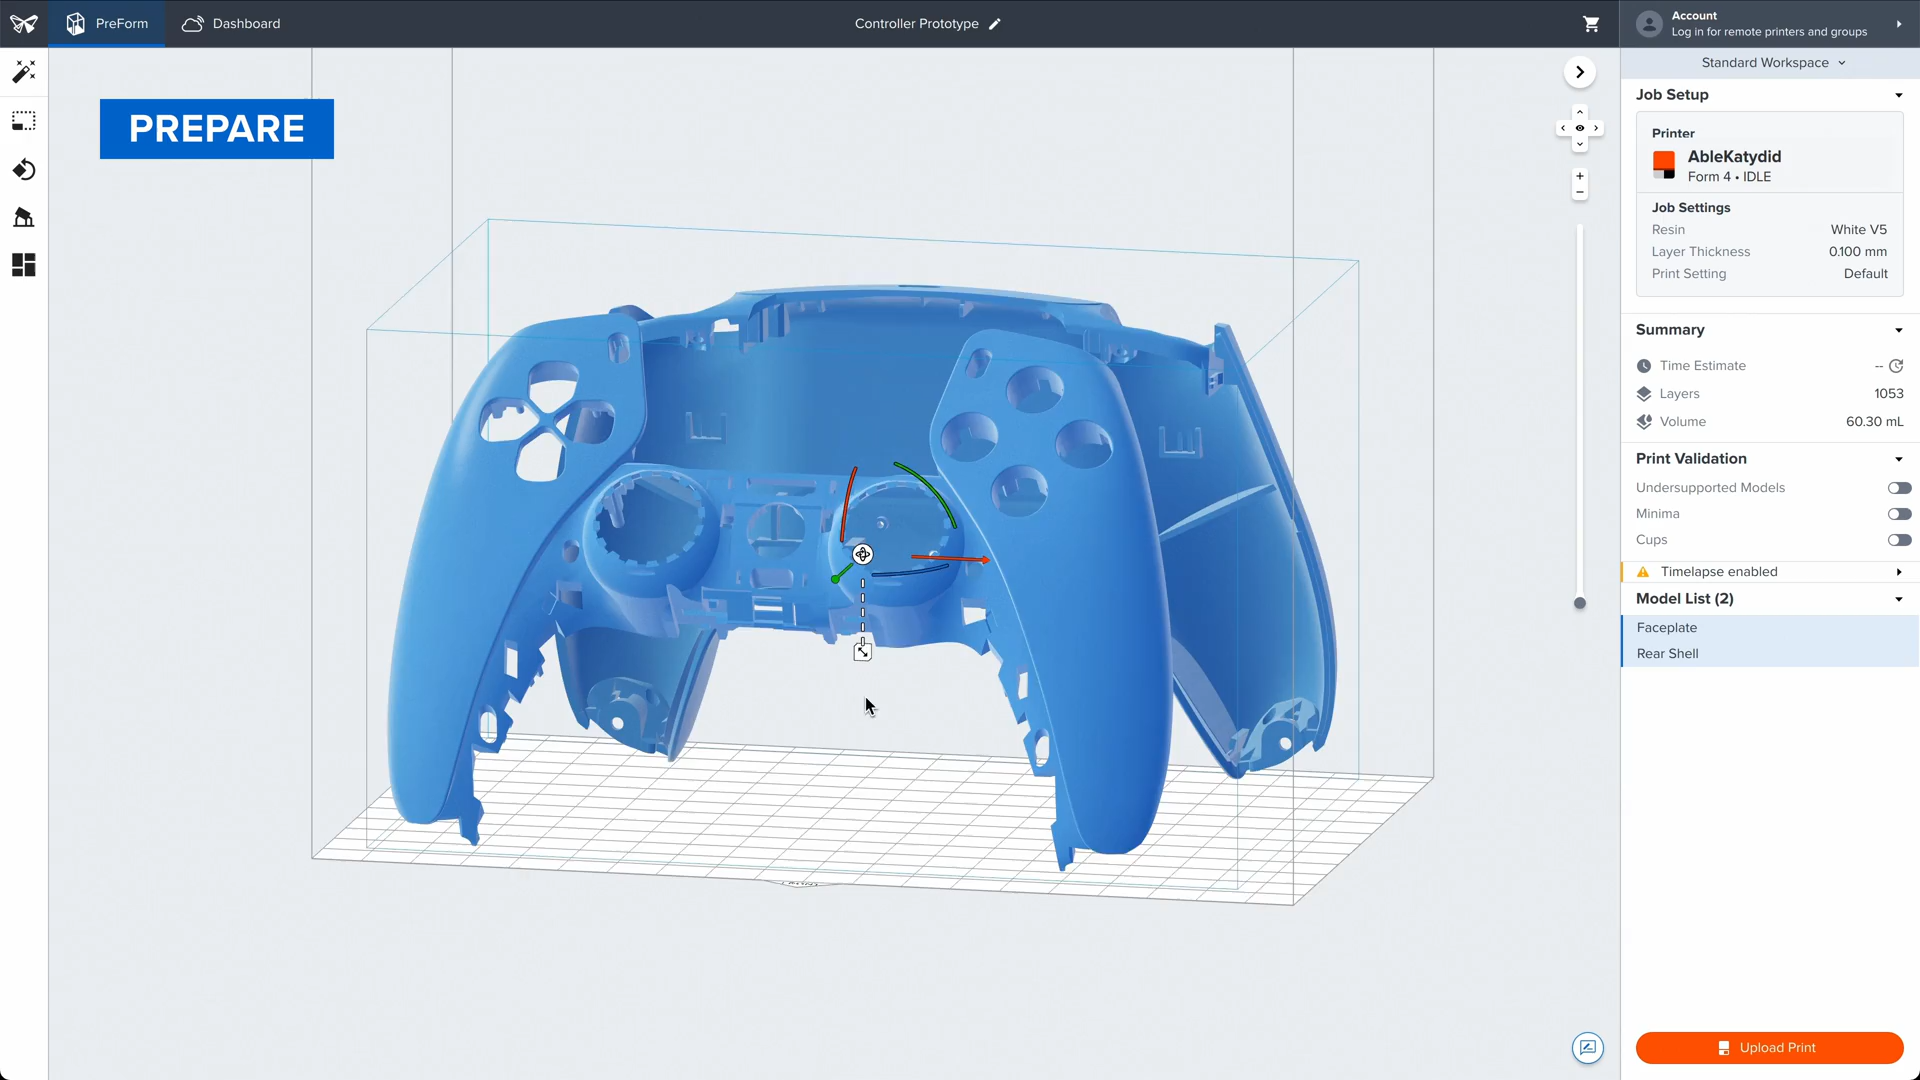 PreForm
Dashboard
Controller Prototype
Account
Log in for remote printers and groups
Standard Workspace
PREPARE
Job Setup
Printer
AbleKatydid
Form 4 • IDLE
Job Settings
Resin White V5
Layer Thickness 0.100 mm
Print Setting Default
Summary
Time Estimate --
Layers 1053
Volume 60.30 mL
Print Validation
Undersupported Models
Minima
Cups
Timelapse enabled
Model List (2)
Faceplate
Rear Shell
Upload Print